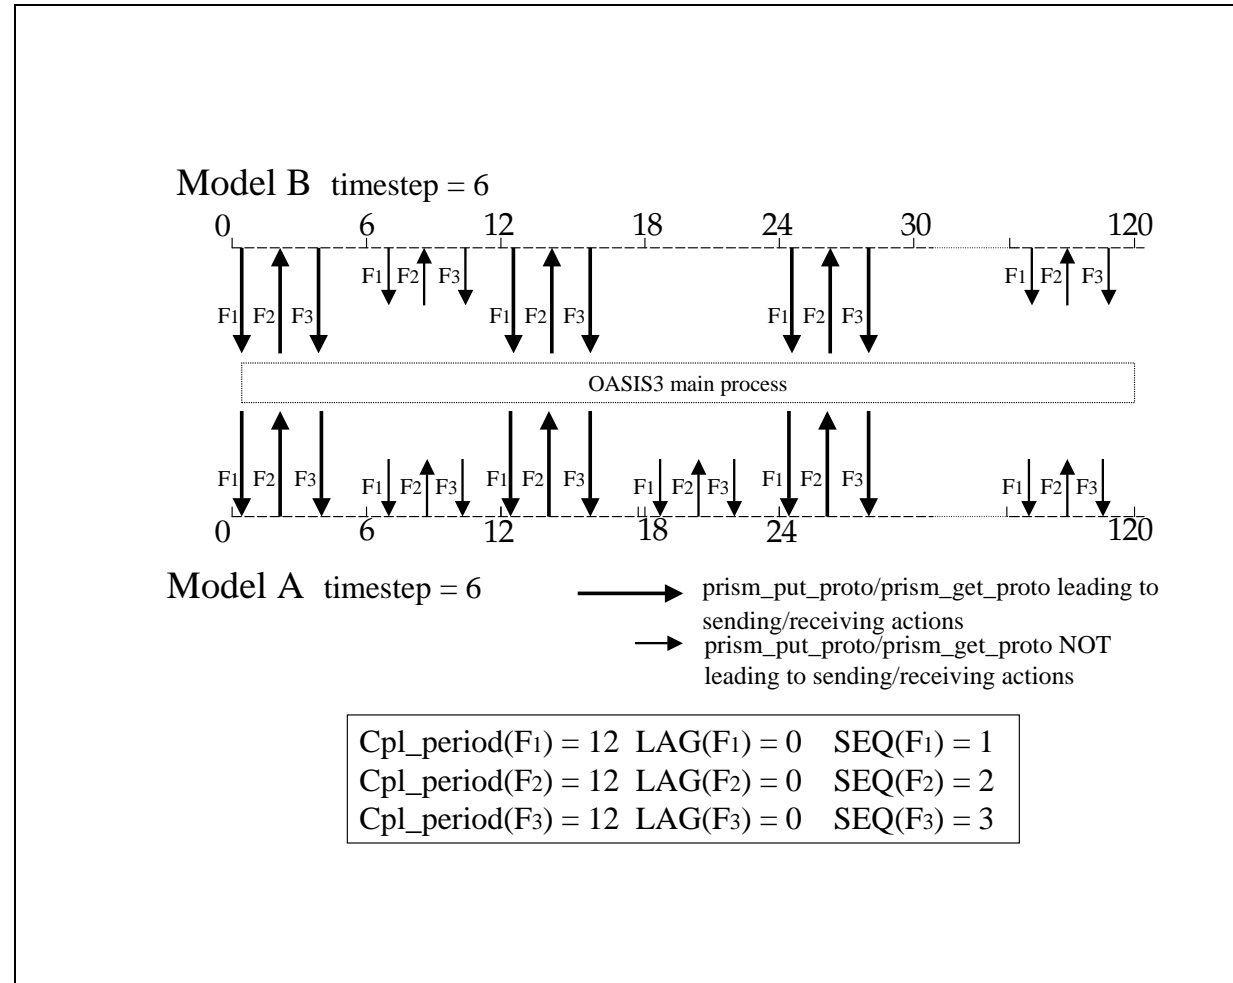 Model B timestep = 6
0 6 12 18 24 30 120
F1 F2 F3 F1 F2 F3
F1 F2 F3 F1 F2 F3 F1 F2 F3
OASIS3 main process
F1 F2 F3 F1 F2 F3 F1 F2 F3 F1 F2 F3 F1 F2 F3 F1 F2 F3
0 6 12 18 24 120
Model A timestep = 6
prism_put_proto/prism_get_proto leading to
sending/receiving actions
prism_put_proto/prism_get_proto NOT
leading to sending/receiving actions
Cpl_period(F1) = 12 LAG(F1) = 0 SEQ(F1) = 1
Cpl_period(F2) = 12 LAG(F2) = 0 SEQ(F2) = 2
Cpl_period(F3) = 12 LAG(F3) = 0 SEQ(F3) = 3